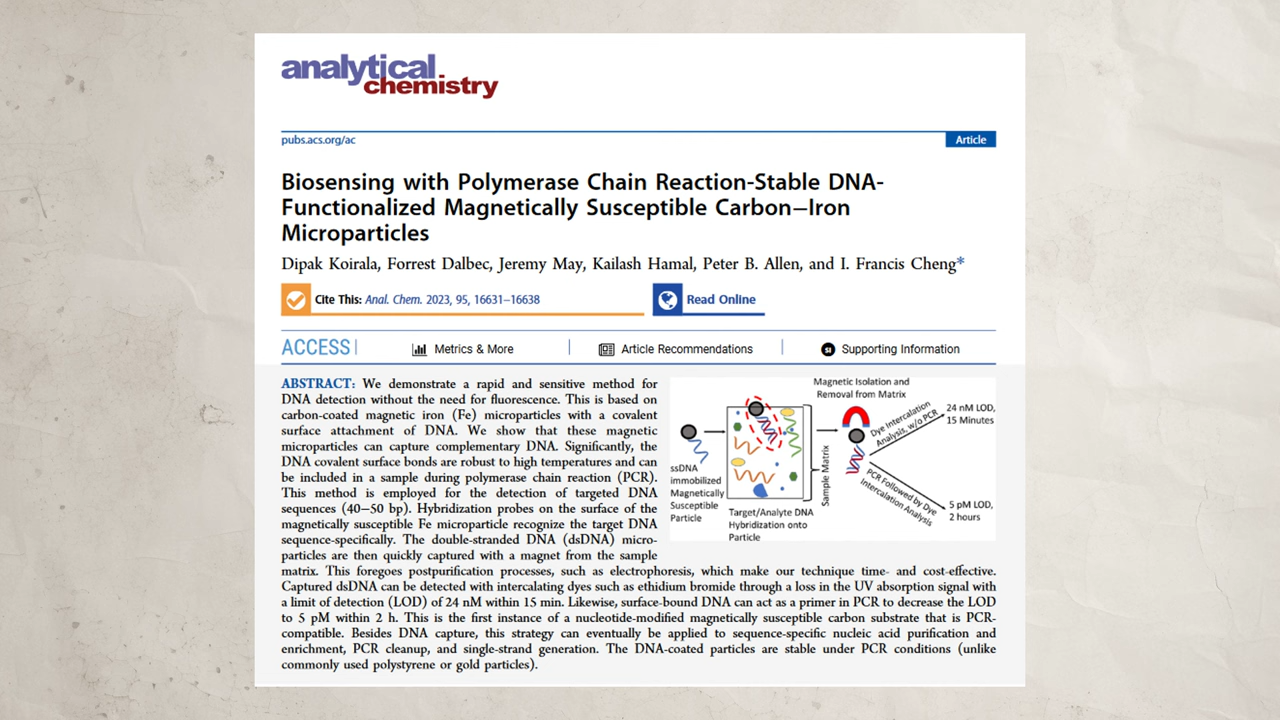 analytical
chemistry
pubs.acs.org/ac
Article
Biosensing with Polymerase Chain Reaction-Stable DNA-
Functionalized Magnetically Susceptible Carbon−Iron
Microparticles
Dipak Koirala, Forrest Dalbec, Jeremy May, Kailash Hamal, Peter B. Allen, and I. Francis Cheng*
Cite This: Anal. Chem. 2023, 95, 16631−16638
Read Online
ACCESS
Metrics & More
Article Recommendations
Supporting Information
ABSTRACT: We demonstrate a rapid and sensitive method for
DNA detection without the need for fluorescence. This is based on
carbon-coated magnetic iron (Fe) microparticles with a covalent
surface attachment of DNA. We show that these magnetic
microparticles can capture complementary DNA. Significantly, the
DNA covalent surface bonds are robust to high temperatures and can
be included in a sample during polymerase chain reaction (PCR).
This method is employed for the detection of targeted DNA
sequences (40−50 bp). Hybridization probes on the surface of the
magnetically susceptible Fe microparticle recognize the target DNA
sequence-specifically. The double-stranded DNA (dsDNA) micro-
particles are then quickly captured with a magnet from the sample
matrix. This foregoes postpurification processes, such as electrophoresis, which make our technique time- and cost-effective.
Captured dsDNA can be detected with intercalating dyes such as ethidium bromide through a loss in the UV absorption signal with
a limit of detection (LOD) of 24 nM within 15 min. Likewise, surface-bound DNA can act as a primer in PCR to decrease the LOD
to 5 pM within 2 h. This is the first instance of a nucleotide-modified magnetically susceptible carbon substrate that is PCR-
compatible. Besides DNA capture, this strategy can eventually be applied to sequence-specific nucleic acid purification and
enrichment, PCR cleanup, and single-strand generation. The DNA-coated particles are stable under PCR conditions (unlike
commonly used polystyrene or gold particles).
ssDNA
immobilized
Magnetically
Susceptible
Particle
Target/Analyte DNA
Hybridization onto
Particle
Sample Matrix
Magnetic Isolation and
Removal from Matrix
Dye Intercalation
Analysis, w/o PCR
24 nM LOD,
15 Minutes
PCR Followed by Dye
Intercalation Analysis
5 pM LOD,
2 hours